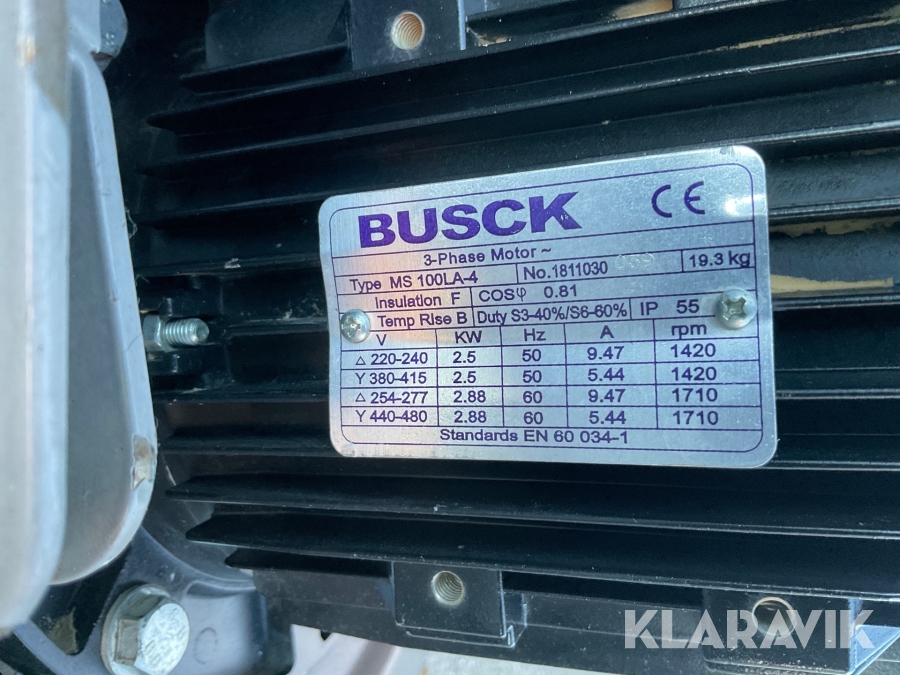 BUSCK CE
3-Phase Motor ~
Type MS 100LA-4 No.1811030 19.3 kg
Insulation F COSφ 0.81
Temp Rise B Duty S3-40%/S6-60% IP 55
V KW Hz A rpm
△ 220-240 2.5 50 9.47 1420
Y 380-415 2.5 50 5.44 1420
△ 254-277 2.88 60 9.47 1710
Y 440-480 2.88 60 5.44 1710
Standards EN 60 034-1
KLARAVIK